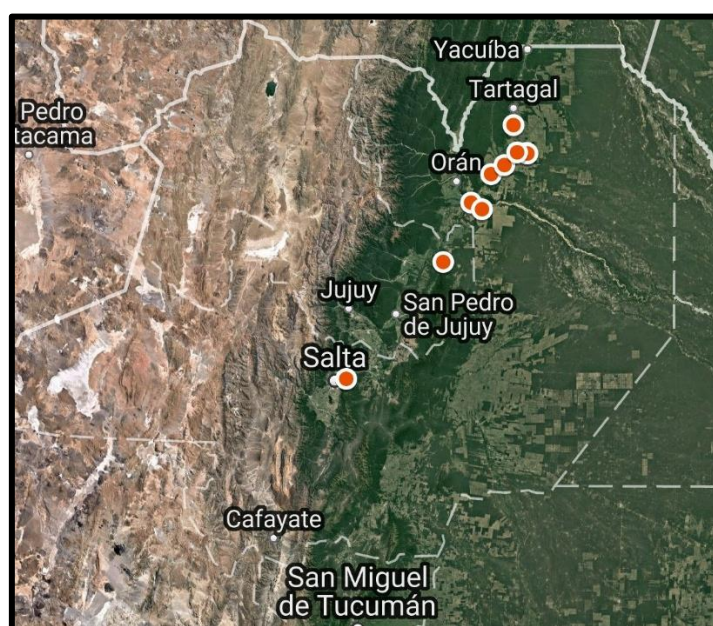 Yacuíba
Tartagal
Pedro
tacama
Orán
Jujuy
San Pedro
de Jujuy
Salta
Cafayate
San Miguel
de Tucumán